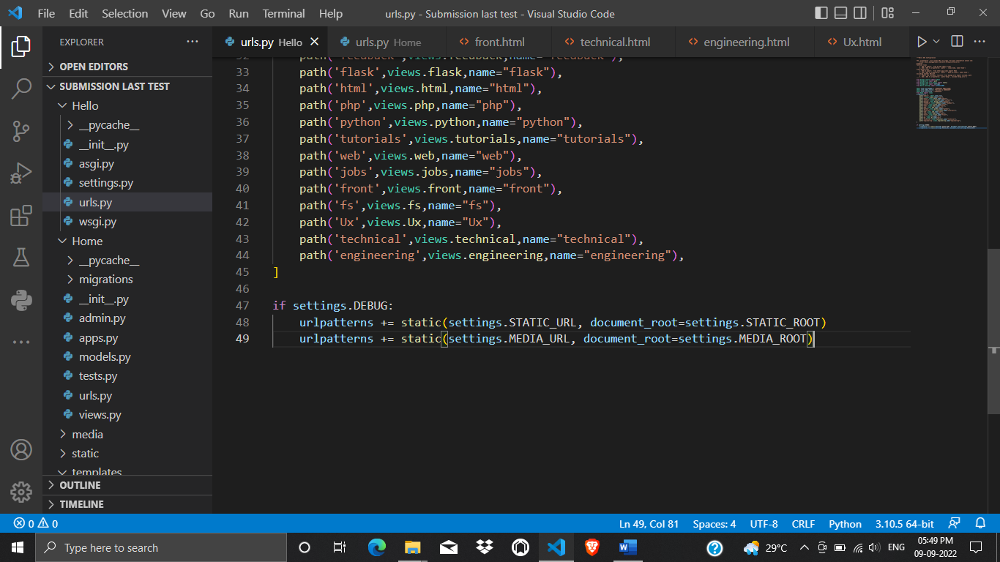 File Edit Selection View Go Run Terminal Help
urls.py - Submission last test - Visual Studio Code
EXPLORER
urls.py Hello
urls.py Home
front.html
technical.html
engineering.html
Ux.html
OPEN EDITORS
SUBMISSION LAST TEST
Hello
__pycache__
__init__.py
asgi.py
settings.py
urls.py
wsgi.py
Home
__pycache__
migrations
__init__.py
admin.py
apps.py
models.py
tests.py
urls.py
views.py
media
static
templates
OUTLINE
TIMELINE
32 path('feedback',views.feedback,name="feedback"),
33 path('flask',views.flask,name="flask"),
34 path('html',views.html,name="html"),
35 path('php',views.php,name="php"),
36 path('python',views.python,name="python"),
37 path('tutorials',views.tutorials,name="tutorials"),
38 path('web',views.web,name="web"),
39 path('jobs',views.jobs,name="jobs"),
40 path('front',views.front,name="front"),
41 path('fs',views.fs,name="fs"),
42 path('Ux',views.Ux,name="Ux"),
43 path('technical',views.technical,name="technical"),
44 path('engineering',views.engineering,name="engineering"),
45 ]
46
47 if settings.DEBUG:
48 urlpatterns += static(settings.STATIC_URL, document_root=settings.STATIC_ROOT)
49 urlpatterns += static(settings.MEDIA_URL, document_root=settings.MEDIA_ROOT)
0 0
Ln 49, Col 81 Spaces: 4 UTF-8 CRLF Python 3.10.5 64-bit
Type here to search
29°C
ENG
05:49 PM
09-09-2022